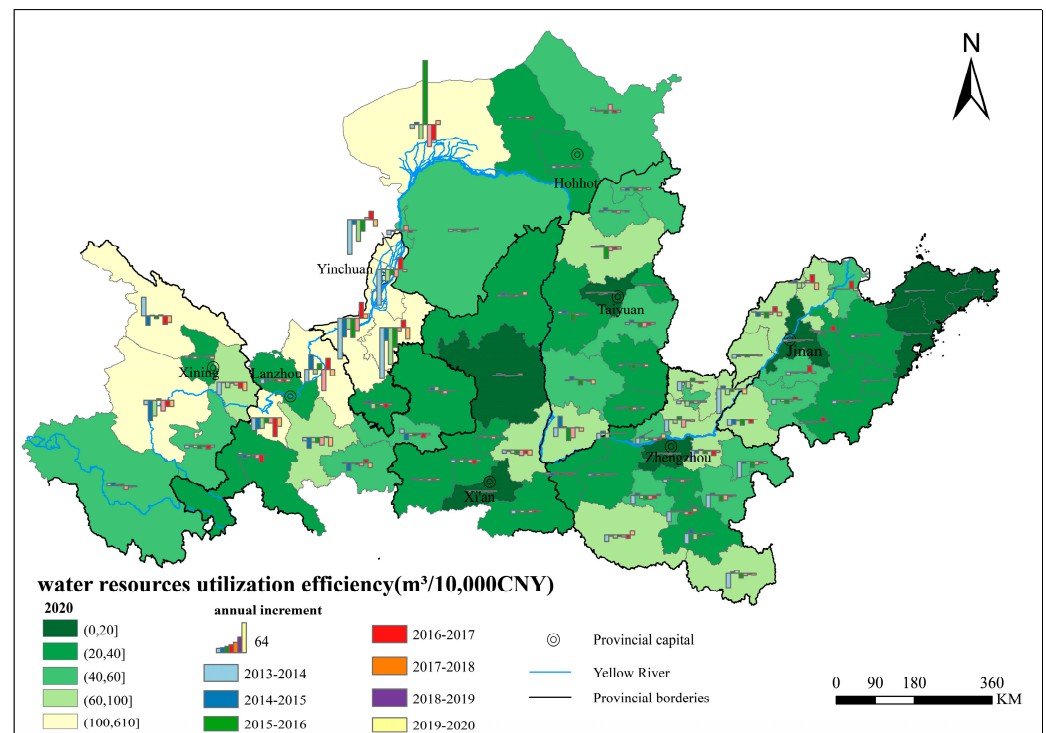 N
Hohhot
Yinchuan
Taiyuan
Xining
Lanzhou
Jinan
Zhengzhou
Xi'an
water resources utilization efficiency(m³/10,000CNY)
2020
(0,20]
(20,40]
(40,60]
(60,100]
(100,610]
annual increment
64
2013-2014
2014-2015
2015-2016
2016-2017
2017-2018
2018-2019
2019-2020
Provincial capital
Yellow River
Provincial borderies
0 90 180 360
KM